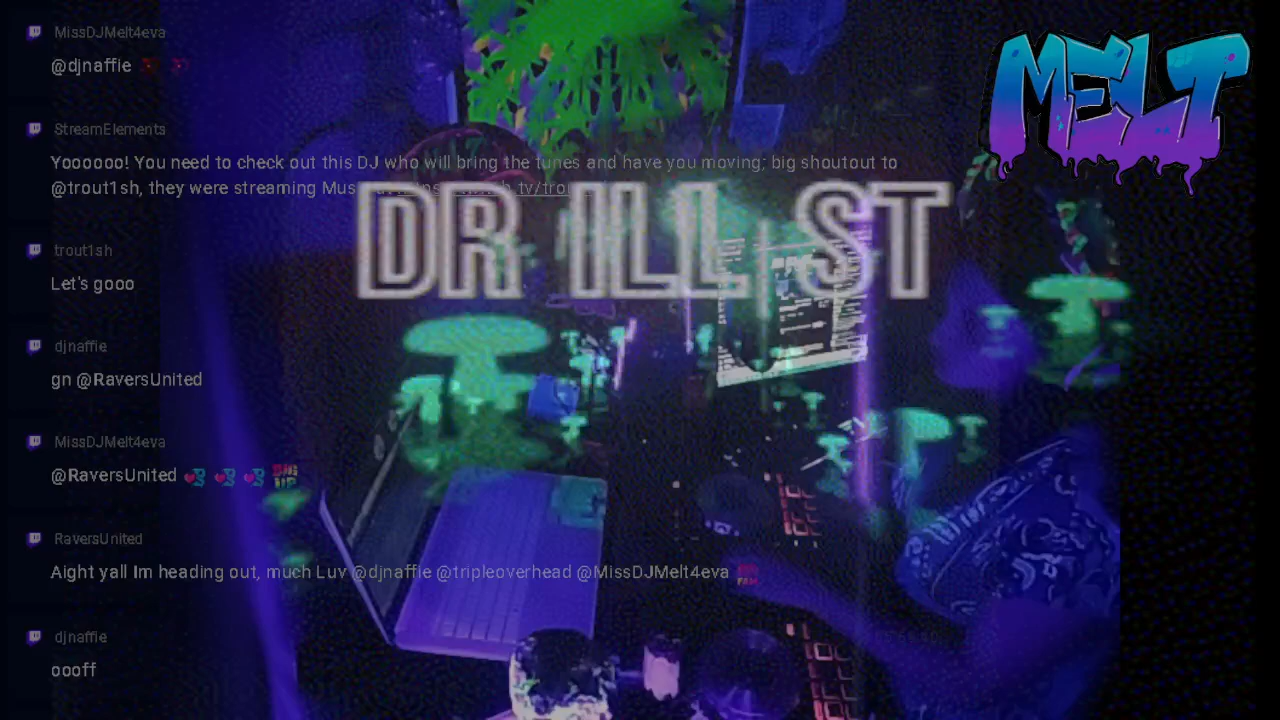 MissDJMelt4eva
@djnaffie
StreamElements
Yoooooo! You need to check out this DJ who will bring the tunes and have you moving; big shoutout to
@trout1sh, they were streaming
trout1sh
Let's gooo
djnaffie
gn @RaversUnited
MissDJMelt4eva
@RaversUnited BIG UP
RaversUnited
Aight yall Im heading out, much Luv @djnaffie @tripleoverhead @MissDJMelt4eva
djnaffie
oooff
DR ILL ST
MELT